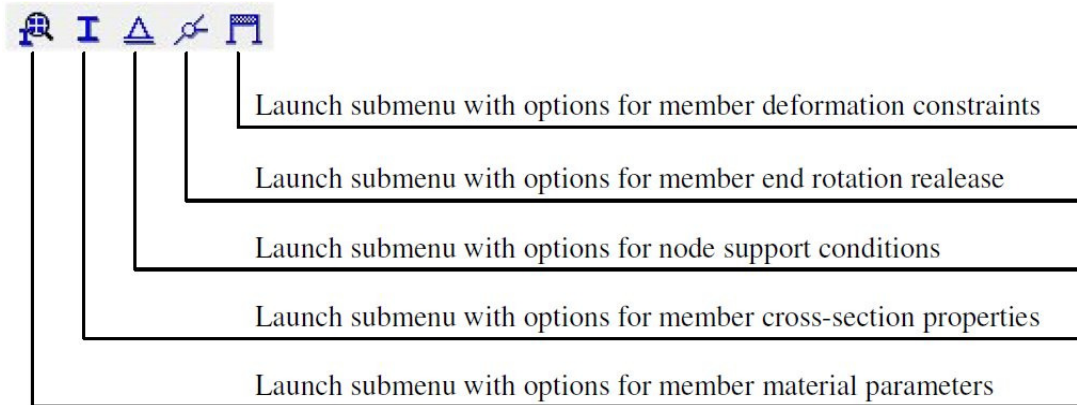 Launch submenu with options for member deformation constraints
Launch submenu with options for member end rotation realease
Launch submenu with options for node support conditions
Launch submenu with options for member cross-section properties
Launch submenu with options for member material parameters